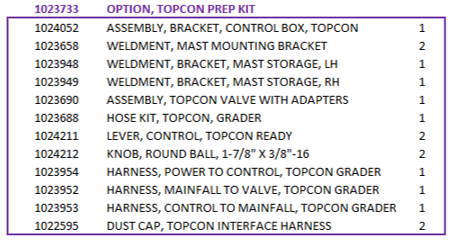 1023733 OPTION, TOPCON PREP KIT
1024052 ASSEMBLY, BRACKET, CONTROL BOX, TOPCON 1
1023658 WELDMENT, MAST MOUNTING BRACKET 2
1023948 WELDMENT, BRACKET, MAST STORAGE, LH 1
1023949 WELDMENT, BRACKET, MAST STORAGE, RH 1
1023690 ASSEMBLY, TOPCON VALVE WITH ADAPTERS 1
1023688 HOSE KIT, TOPCON, GRADER 1
1024211 LEVER, CONTROL, TOPCON READY 2
1024212 KNOB, ROUND BALL, 1-7/8" X 3/8"-16 2
1023954 HARNESS, POWER TO CONTROL, TOPCON GRADER 1
1023952 HARNESS, MAINFALL TO VALVE, TOPCON GRADER 1
1023953 HARNESS, CONTROL TO MAINFALL, TOPCON GRADER 1
1022595 DUST CAP, TOPCON INTERFACE HARNESS 2